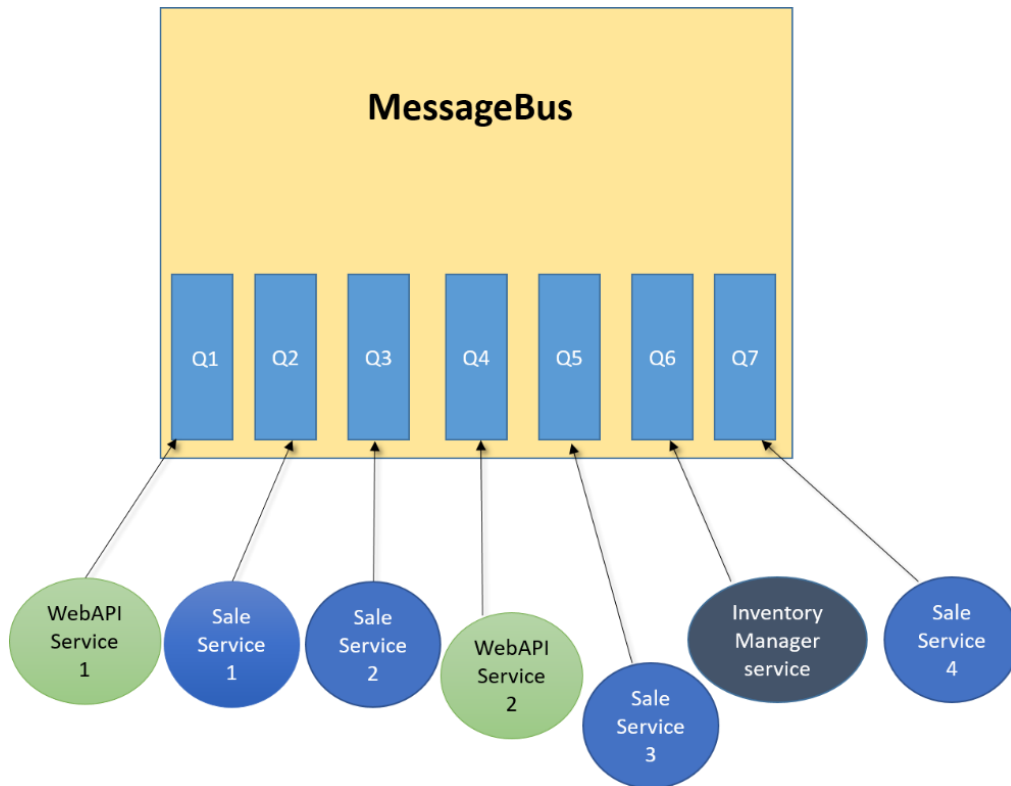 MessageBus
Q1
Q2
Q3
Q4
Q5
Q6
Q7
WebAPI
Service
1
Sale
Service
1
Sale
Service
2
WebAPI
Service
2
Sale
Service
3
Inventory
Manager
service
Sale
Service
4